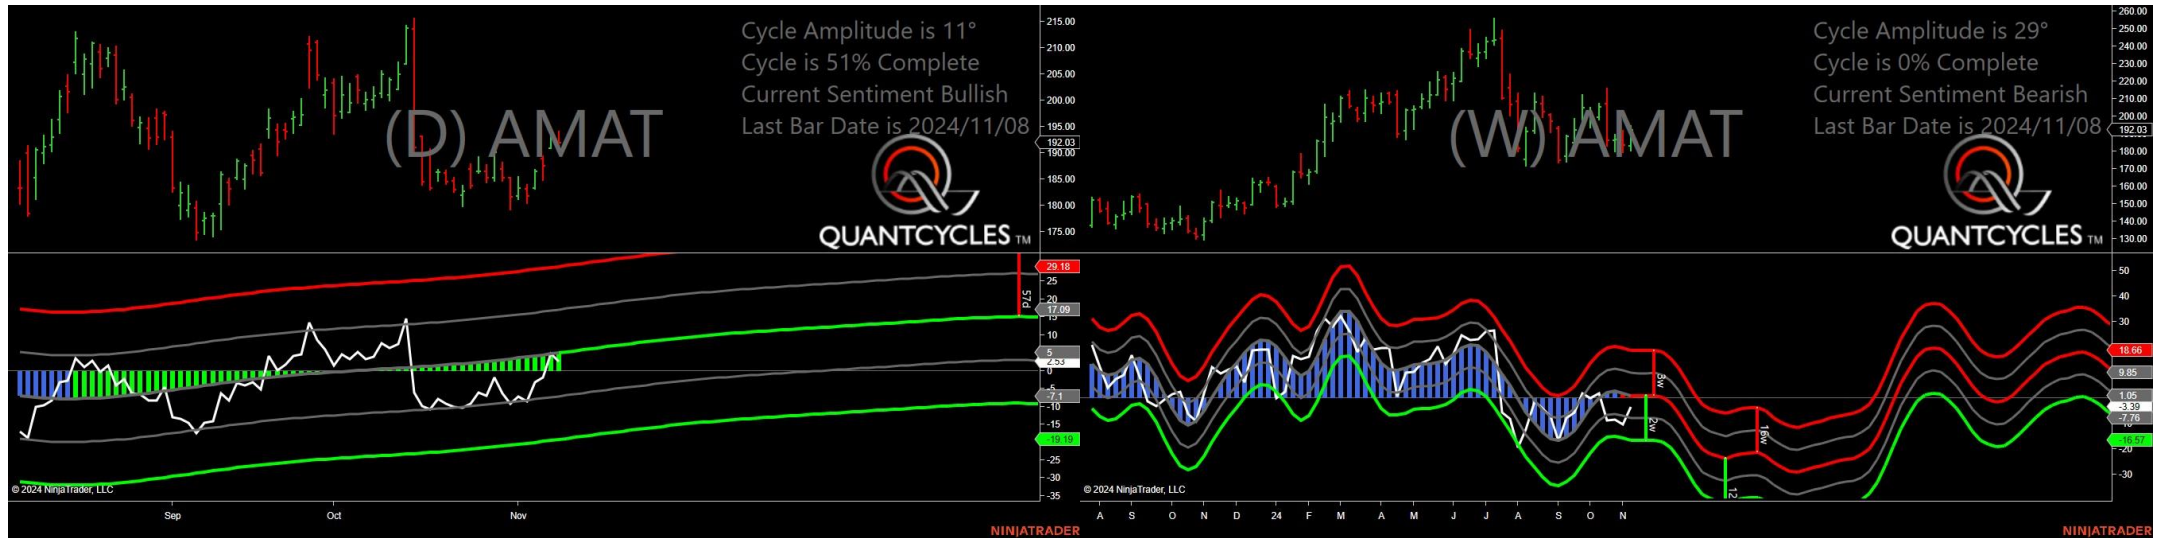 Cycle Amplitude is 11°
Cycle is 51% Complete
Current Sentiment Bullish
Last Bar Date is 2024/11/08
(D) AMAT
QUANTCYCLES TM
215.00
210.00
205.00
200.00
195.00
192.03
190.00
185.00
180.00
175.00
57d
29.18
25
20
17.09
15
10
5
2.53
0
-5
-7.1
-10
-15
-19.19
-25
-30
-35
© 2024 NinjaTrader, LLC
Sep Oct Nov
NINJATRADER
Cycle Amplitude is 29°
Cycle is 0% Complete
Current Sentiment Bearish
Last Bar Date is 2024/11/08
(W) AMAT
QUANTCYCLES TM
260.00
250.00
240.00
230.00
220.00
210.00
200.00
192.03
180.00
170.00
160.00
150.00
140.00
130.00
2w
16w
12
50
40
30
18.66
9.85
1.05
-3.39
-7.76
-16.57
-20
-30
© 2024 NinjaTrader, LLC
A S O N D 24 F M A M J J A S O N
NINJATRADER